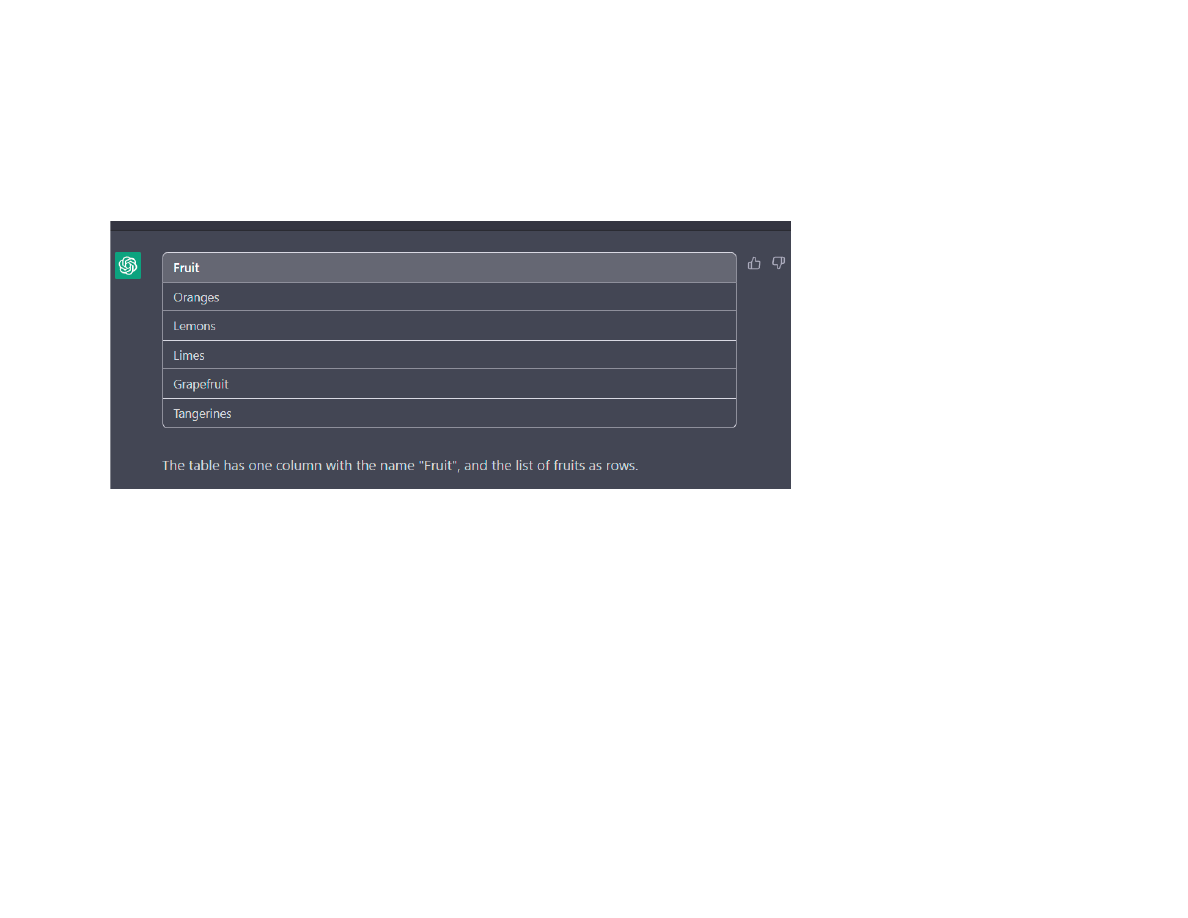 Fruit
Oranges
Lemons
Limes
Grapefruit
Tangerines
The table has one column with the name "Fruit", and the list of fruits as rows.